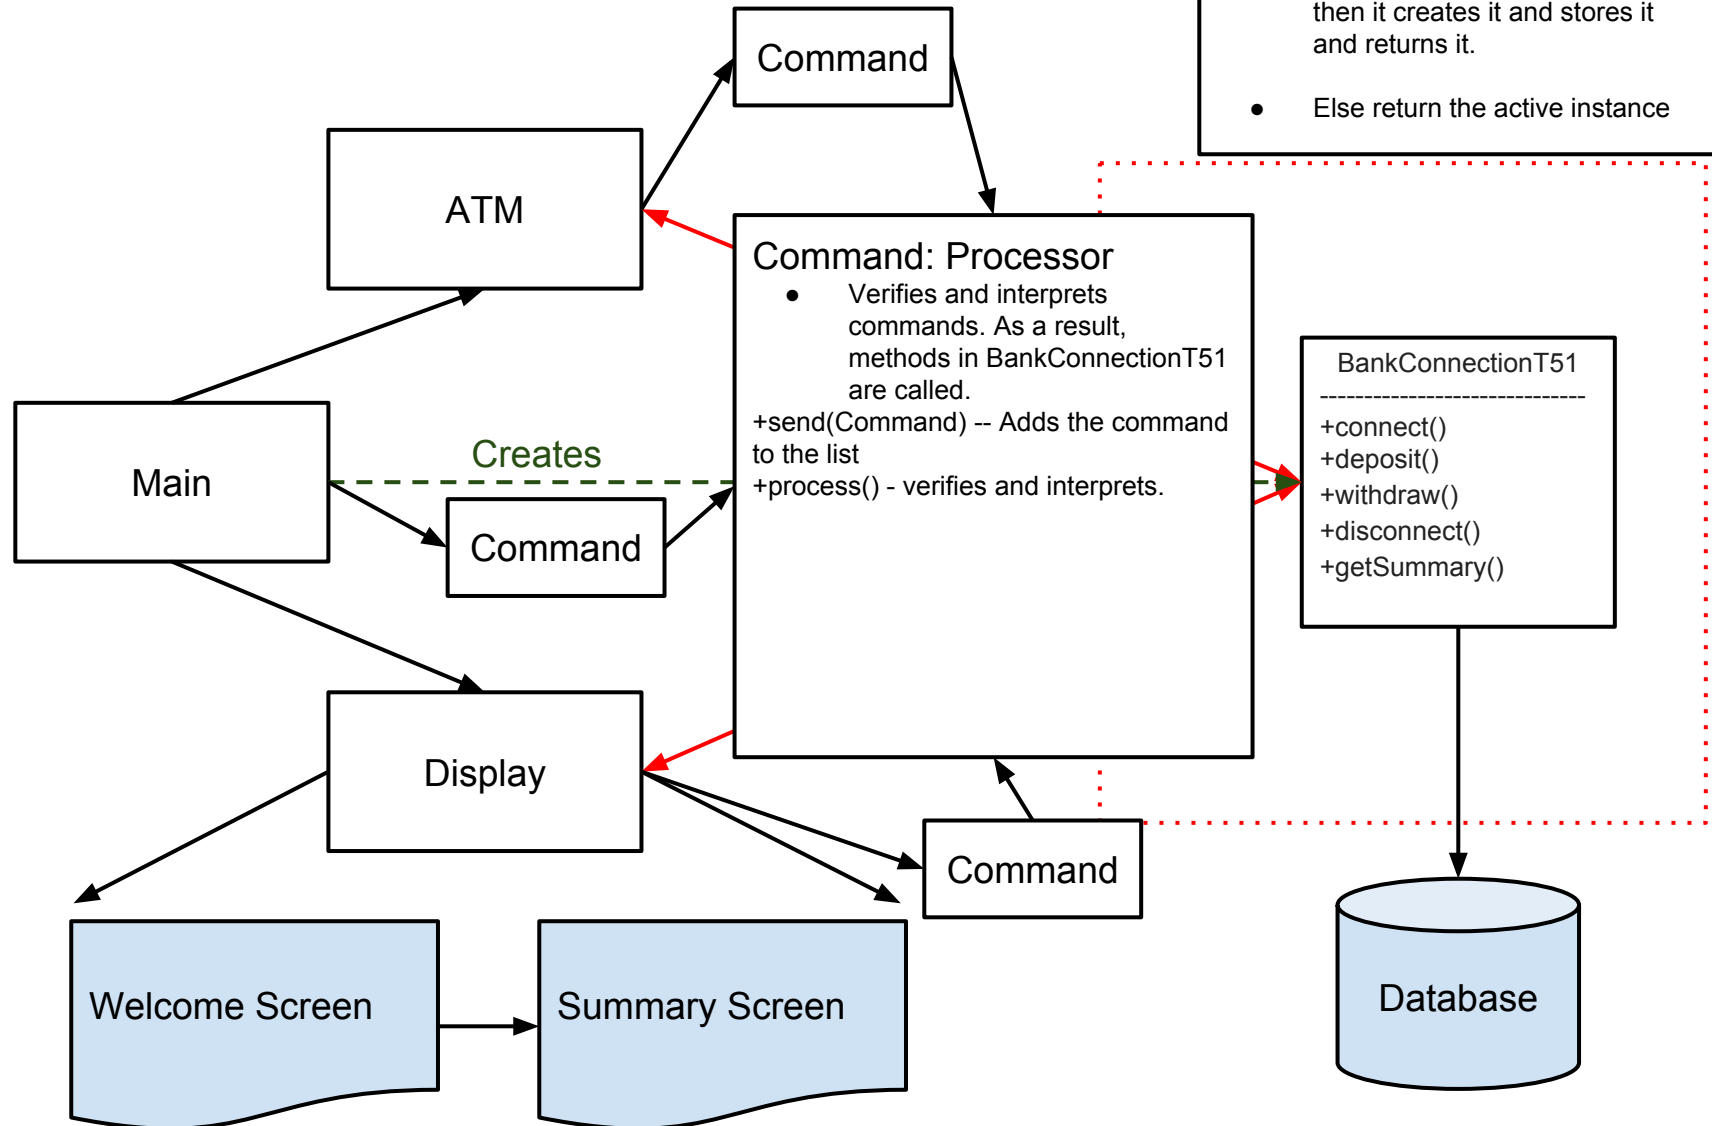 then it creates it and stores it
and returns it.
● Else return the active instance
Command
ATM
Command: Processor
● Verifies and interprets
commands. As a result,
methods in BankConnectionT51
are called.
+send(Command) -- Adds the command
to the list
+process() - verifies and interprets.
BankConnectionT51
------------------------------
+connect()
+deposit()
+withdraw()
+disconnect()
+getSummary()
Main
Creates
Command
Display
Command
Welcome Screen
Summary Screen
Database